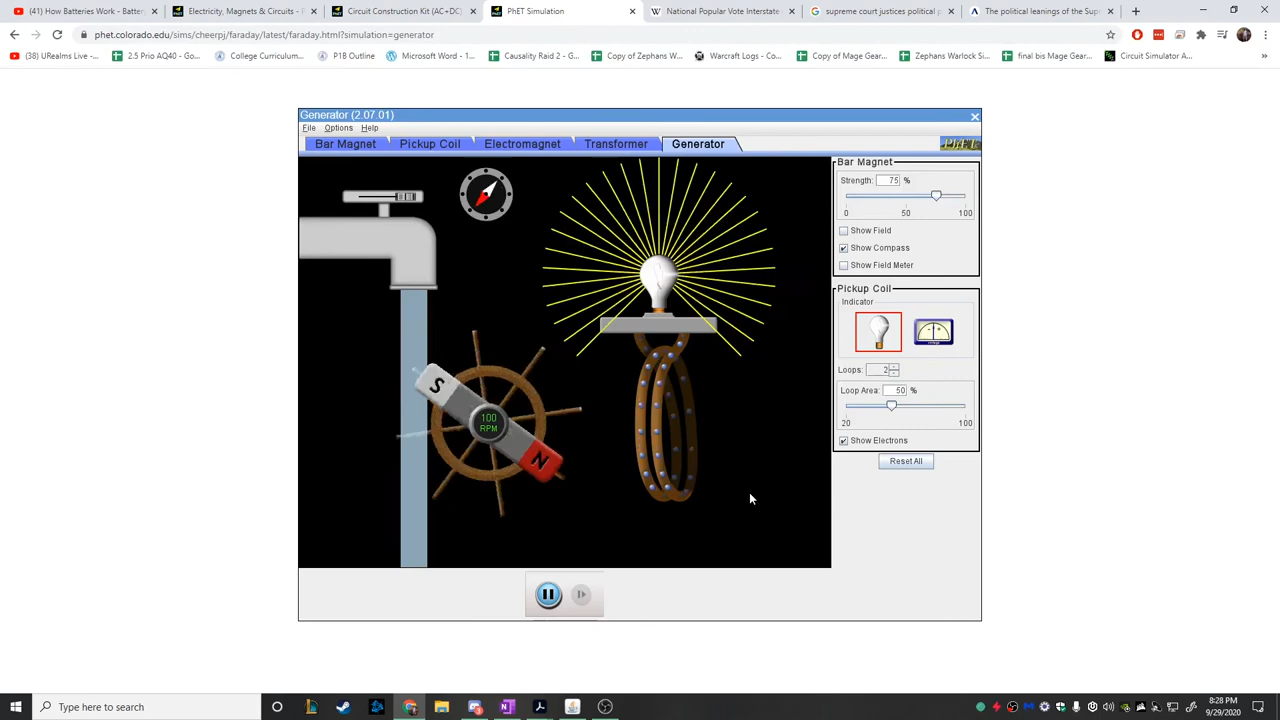 (41) How Batteries Work - Batter
Electricity, Magnets & Circuits - P
Circuit Construction Kit (AC+DC)
PhET Simulation
National Popular Vote Interstate
supreme court justices political p
The political leanings of the Sup
phet.colorado.edu/sims/cheerpj/faraday/latest/faraday.html?simulation=generator
(38) URealms Live -...
2.5 Prio AQ40 - Go...
College Curriculum...
P1B Outline
Microsoft Word - 1...
Causality Raid 2 - G...
Copy of Zephans W...
Warcraft Logs - Co...
Copy of Mage Gear...
Zephans Warlock S...
final bis Mage Gear...
Circuit Simulator A...
Generator (2.07.01)
File Options Help
Bar Magnet
Pickup Coil
Electromagnet
Transformer
Generator
PhET
Bar Magnet
Strength: 75 %
0 50 100
Show Field
Show Compass
Show Field Meter
Pickup Coil
Indicator
Loops: 2
Loop Area: 50 %
20 100
Show Electrons
Reset All
S
100
RPM
N
Type here to search
8:28 PM
9/29/2020